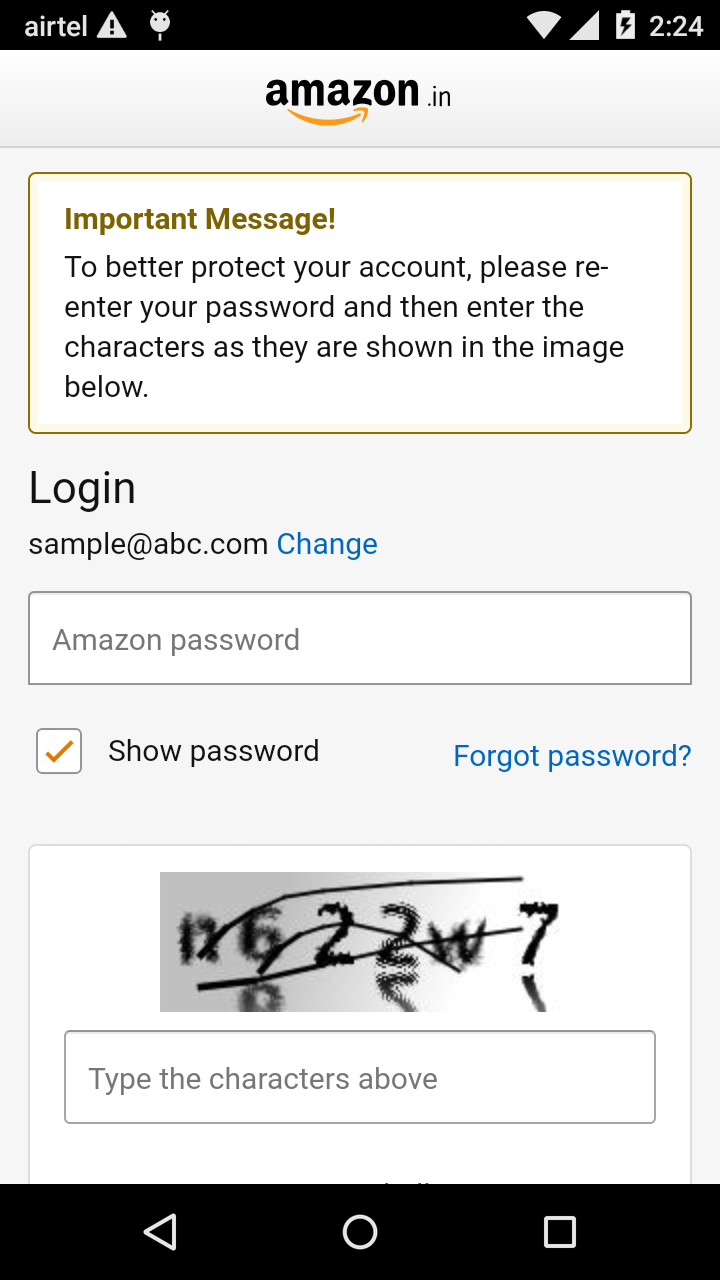 airtel 2:24
amazon.in
Important Message!
To better protect your account, please re-
enter your password and then enter the
characters as they are shown in the image
below.
Login
sample@abc.com Change
Amazon password
Show password Forgot password?
Type the characters above